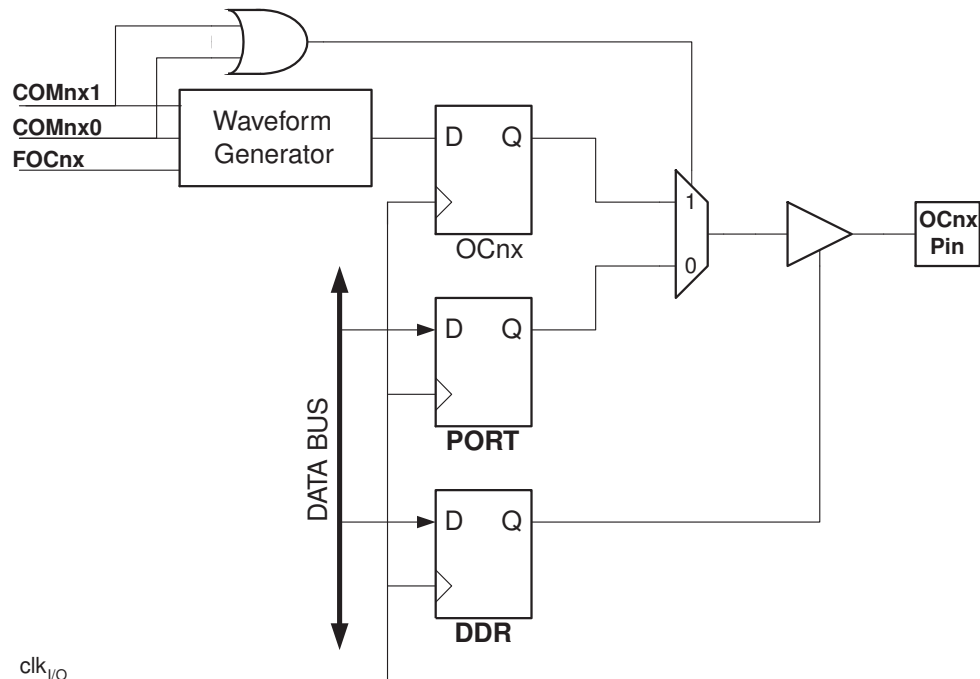 COMnx1
COMnx0
FOCnx
Waveform
Generator
D Q
OCnx
1
0
OCnx
Pin
D Q
PORT
D Q
DDR
DATA BUS
clkI/O